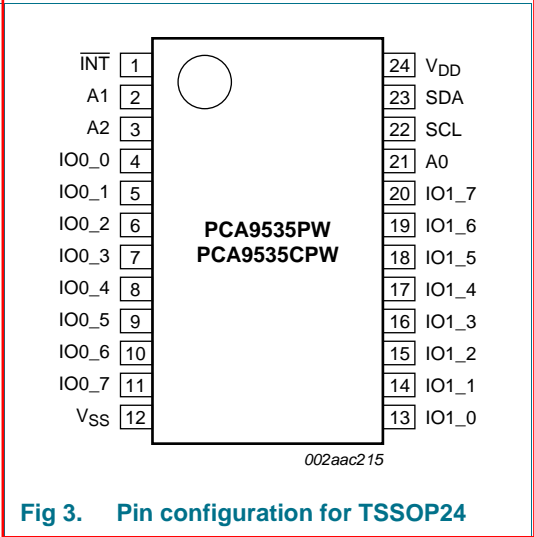 INT 1 24 VDD
A1 2 23 SDA
A2 3 22 SCL
IO0_0 4 21 A0
IO0_1 5 20 IO1_7
IO0_2 6 19 IO1_6
IO0_3 7 18 IO1_5
IO0_4 8 17 IO1_4
IO0_5 9 16 IO1_3
IO0_6 10 15 IO1_2
IO0_7 11 14 IO1_1
VSS 12 13 IO1_0
PCA9535PW
PCA9535CPW
002aac215
Fig 3. Pin configuration for TSSOP24